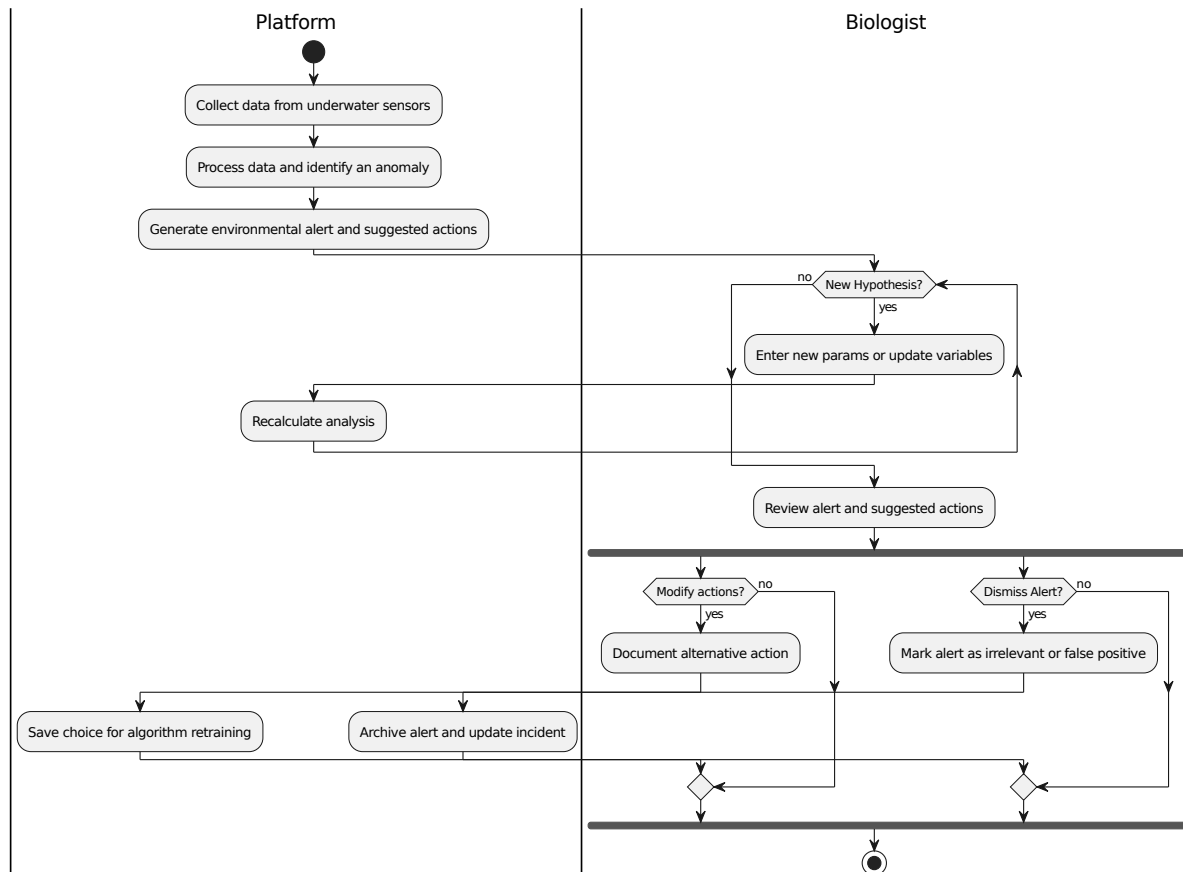 Platform
Biologist
Collect data from underwater sensors
Process data and identify an anomaly
Generate environmental alert and suggested actions
no
New Hypothesis?
yes
Enter new params or update variables
Recalculate analysis
Review alert and suggested actions
Modify actions?
no
yes
Document alternative action
Dismiss Alert?
no
yes
Mark alert as irrelevant or false positive
Save choice for algorithm retraining
Archive alert and update incident